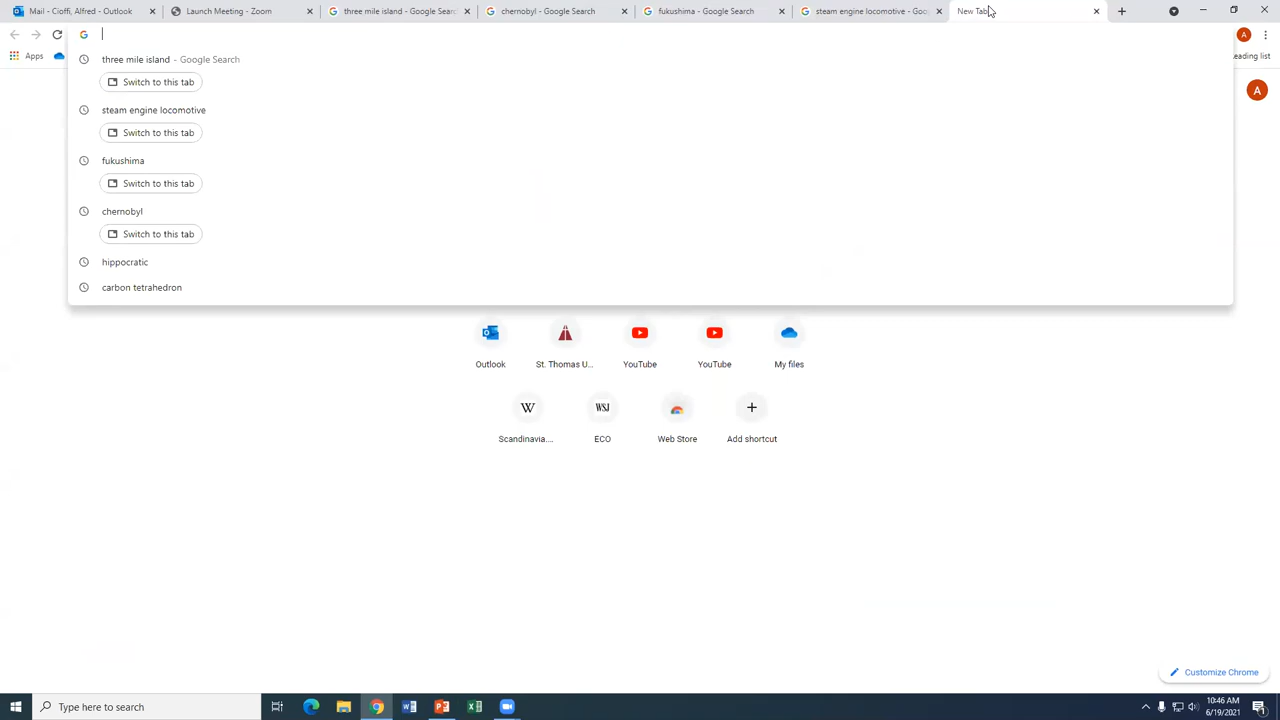 Mail - Cioffi, Alfred - Outlook
Launch Meeting - Zoom
three mile island - Google Searc
chernobyl - Google Search
fukushima - Google Search
steam engine locomotive - Goo
New Tab
A
Apps
eading list
three mile island - Google Search
Switch to this tab
steam engine locomotive
Switch to this tab
fukushima
Switch to this tab
chernobyl
Switch to this tab
hippocratic
carbon tetrahedron
A
Outlook
St. Thomas U...
YouTube
YouTube
My files
W
WSJ
Scandinavia....
ECO
Web Store
Add shortcut
Customize Chrome
Type here to search
10:46 AM
6/19/2021
1